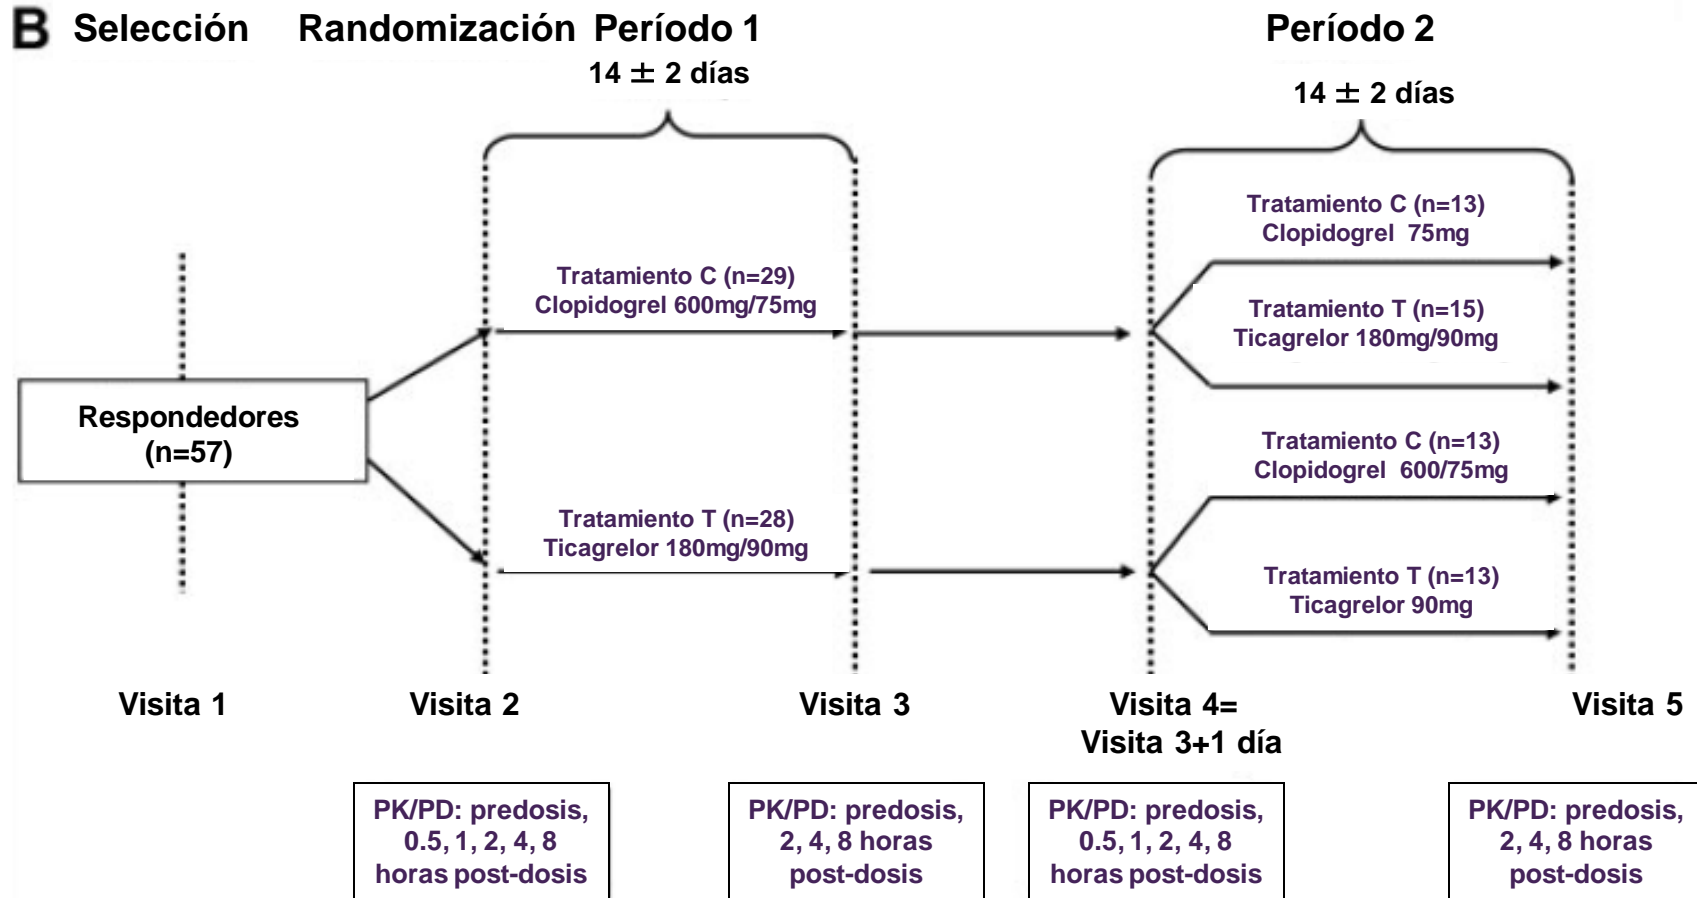 B Selección Randomización Período 1 Período 2
14 ± 2 días
14 ± 2 días
Tratamiento C (n=13)
Clopidogrel 75mg
Tratamiento C (n=29)
Clopidogrel 600mg/75mg
Tratamiento T (n=15)
Ticagrelor 180mg/90mg
Respondedores
(n=57)
Tratamiento C (n=13)
Clopidogrel 600/75mg
Tratamiento T (n=28)
Ticagrelor 180mg/90mg
Tratamiento T (n=13)
Ticagrelor 90mg
Visita 1
Visita 2
Visita 3
Visita 4=
Visita 3+1 día
Visita 5
PK/PD: predosis,
0.5, 1, 2, 4, 8
horas post-dosis
PK/PD: predosis,
2, 4, 8 horas
post-dosis
PK/PD: predosis,
0.5, 1, 2, 4, 8
horas post-dosis
PK/PD: predosis,
2, 4, 8 horas
post-dosis